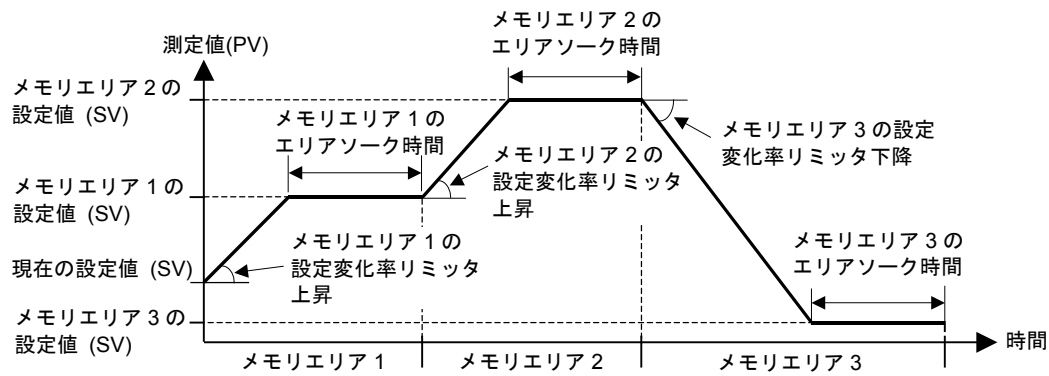 メモリエリア 2 の
エリアソーク時間
測定値(PV)
メモリエリア 2 の
設定値 (SV)
メモリエリア 1 の
エリアソーク時間
メモリエリア 3 の設定
変化率リミッタ下降
メモリエリア 2 の
設定変化率リミッタ
上昇
メモリエリア 1 の
設定値 (SV)
メモリエリア 1 の
設定変化率リミッタ
上昇
メモリエリア 3 の
エリアソーク時間
現在の設定値 (SV)
メモリエリア 3 の
設定値 (SV)
時間
メモリエリア 1
メモリエリア 2
メモリエリア 3